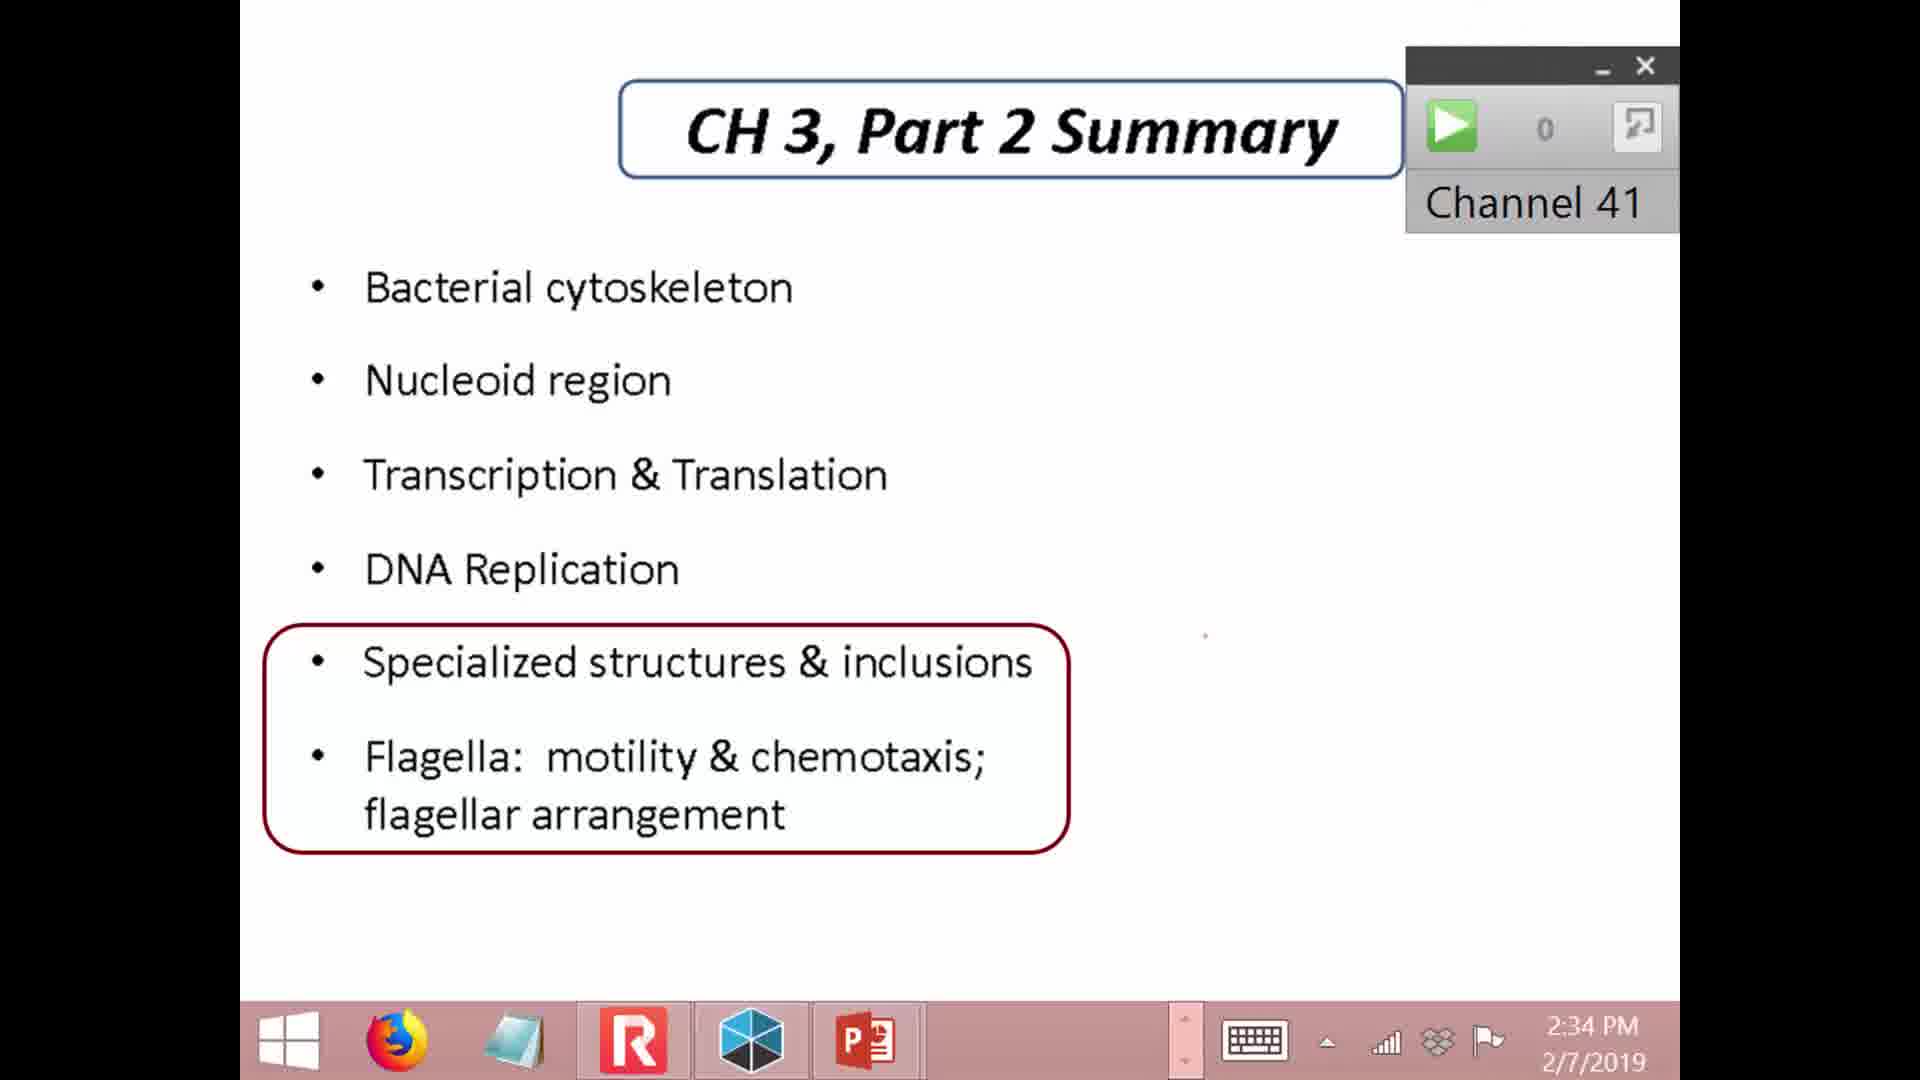 CH 3, Part 2 Summary
0
Channel 41
• Bacterial cytoskeleton
• Nucleoid region
• Transcription & Translation
• DNA Replication
• Specialized structures & inclusions
• Flagella: motility & chemotaxis;
flagellar arrangement
R
P
2:34 PM
2/7/2019